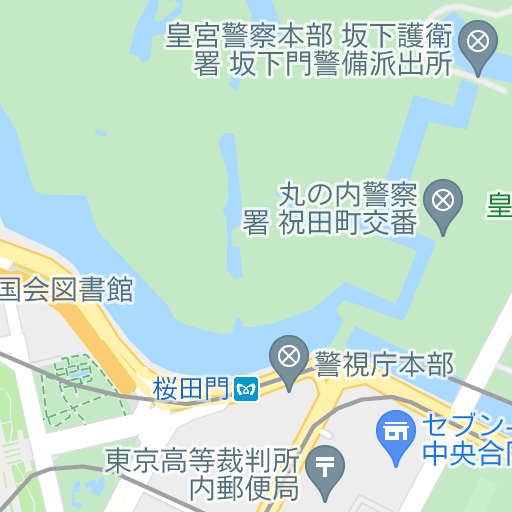 皇宮警察本部 坂下護衛
署 坂下門警備派出所
丸の内警察
署 祝田町交番
皇
国会図書館
警視庁本部
桜田門
セブン-
中央合同
東京高等裁判所
内郵便局